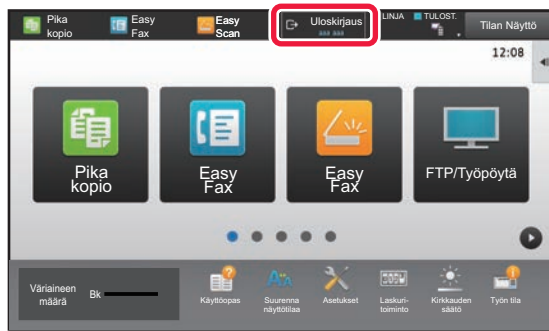 Pika
kopio
Easy
Fax
Easy
Scan
Uloskirjaus
LINJA
TULOST.
Tilan Näyttö
12:08
Pika
kopio
Easy
Fax
Easy
Fax
FTP/Työpöytä
Väriaineen
määrä
Bk
Käyttöopas
Suurenna
näyttötilaa
Asetukset
Laskuri-
toiminto
Kirkkauden
säätö
Työn tila